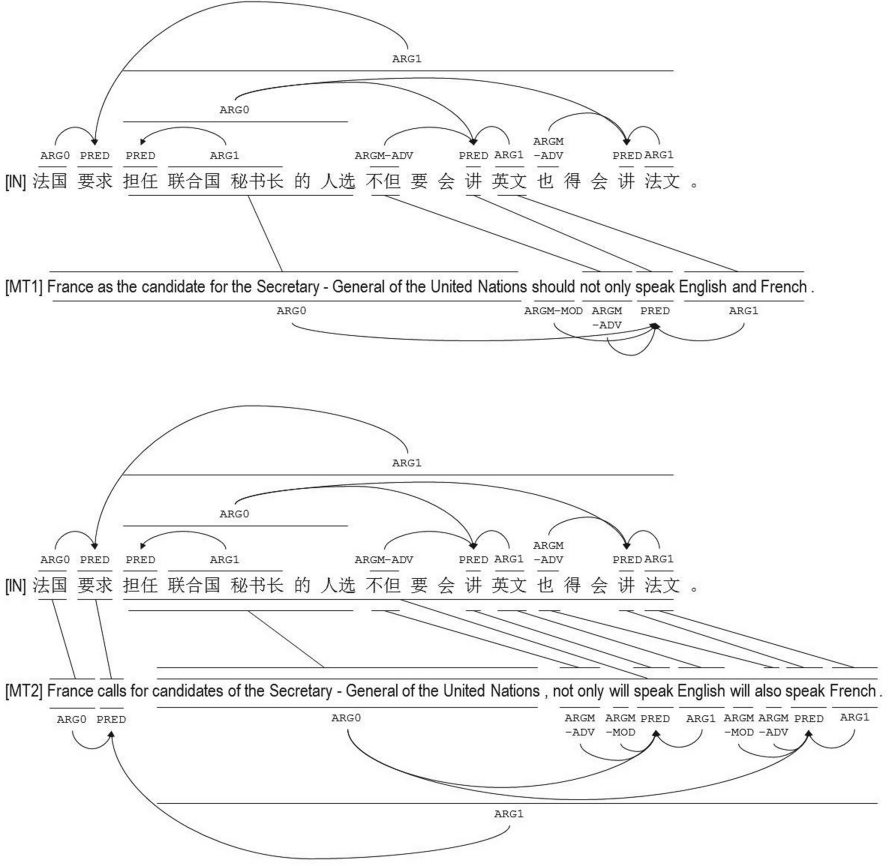 ARG1
ARG0
ARGM
ARG0 PRED PRED ARG1 ARGM-ADV PRED ARG1 -ADV PRED ARG1
[IN] 法国 要求 担任 联合国 秘书长 的 人选 不但 要 会 讲 英文 也 得 会 讲 法文 。
[MT1] France as the candidate for the Secretary - General of the United Nations should not only speak English and French .
ARG0 ARGM-MOD ARGM PRED ARG1
-ADV
ARG1
ARG0
ARGM
ARG0 PRED PRED ARG1 ARGM-ADV PRED ARG1 -ADV PRED ARG1
[IN] 法国 要求 担任 联合国 秘书长 的 人选 不但 要 会 讲 英文 也 得 会 讲 法文 。
[MT2] France calls for candidates of the Secretary - General of the United Nations , not only will speak English will also speak French .
ARG0 PRED ARG0 ARGM ARGM PRED ARG1 ARGM ARGM PRED ARG1
-ADV -MOD -MOD -ADV
ARG1